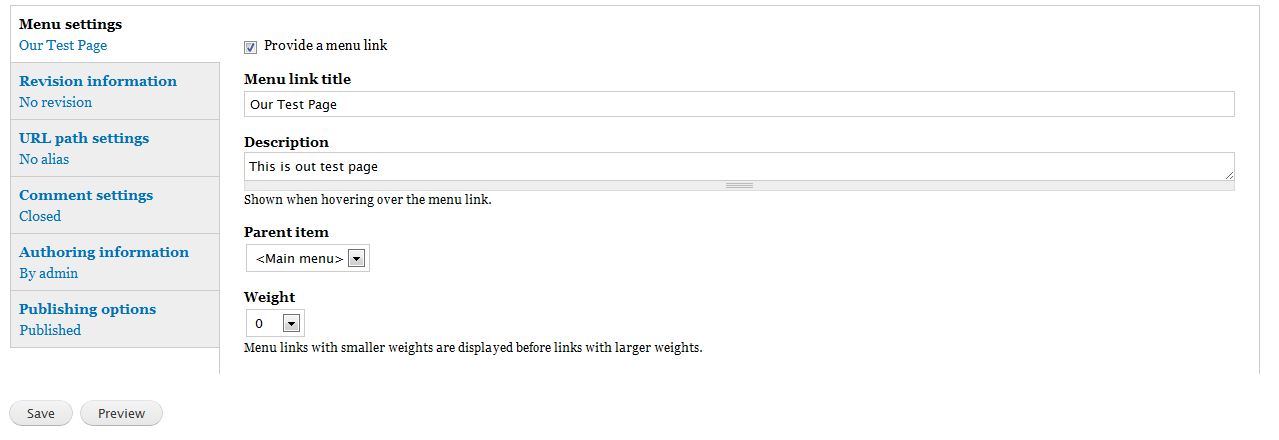 Menu settings
Our Test Page
Revision information
No revision
URL path settings
No alias
Comment settings
Closed
Authoring information
By admin
Publishing options
Published
Provide a menu link
Menu link title
Our Test Page
Description
This is out test page
Shown when hovering over the menu link.
Parent item
<Main menu>
Weight
0
Menu links with smaller weights are displayed before links with larger weights.
Save
Preview